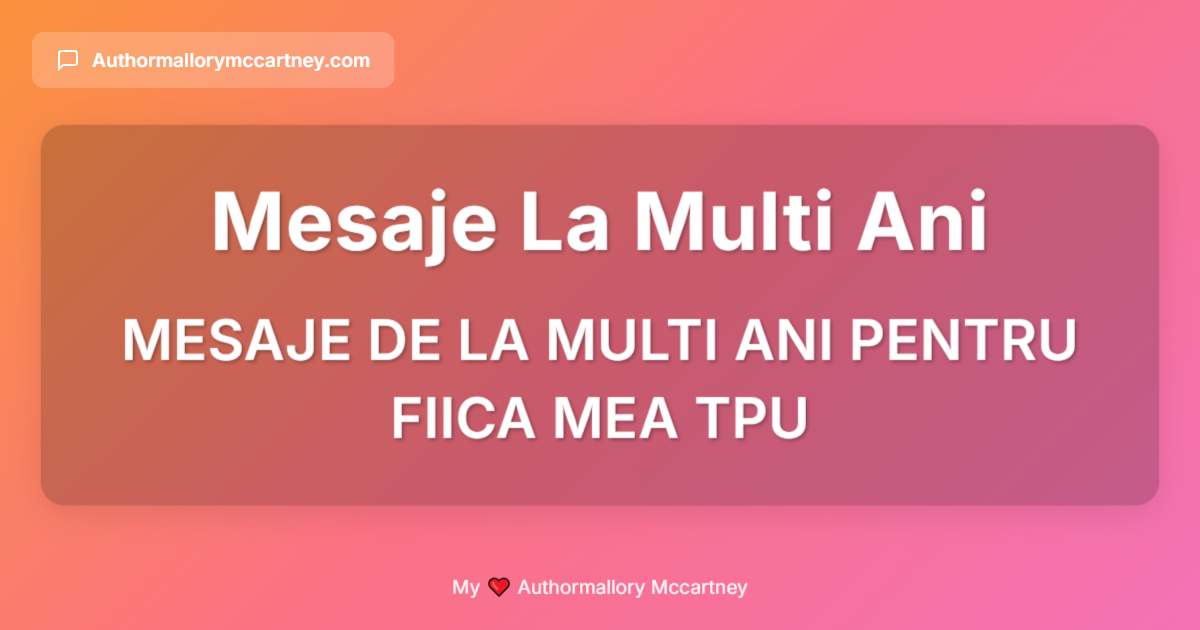 Authormallorymccartney.com
Mesaje La Multi Ani
MESAJE DE LA MULTI ANI PENTRU
FIICA MEA TPU
My ❤️ Authormallory Mccartney